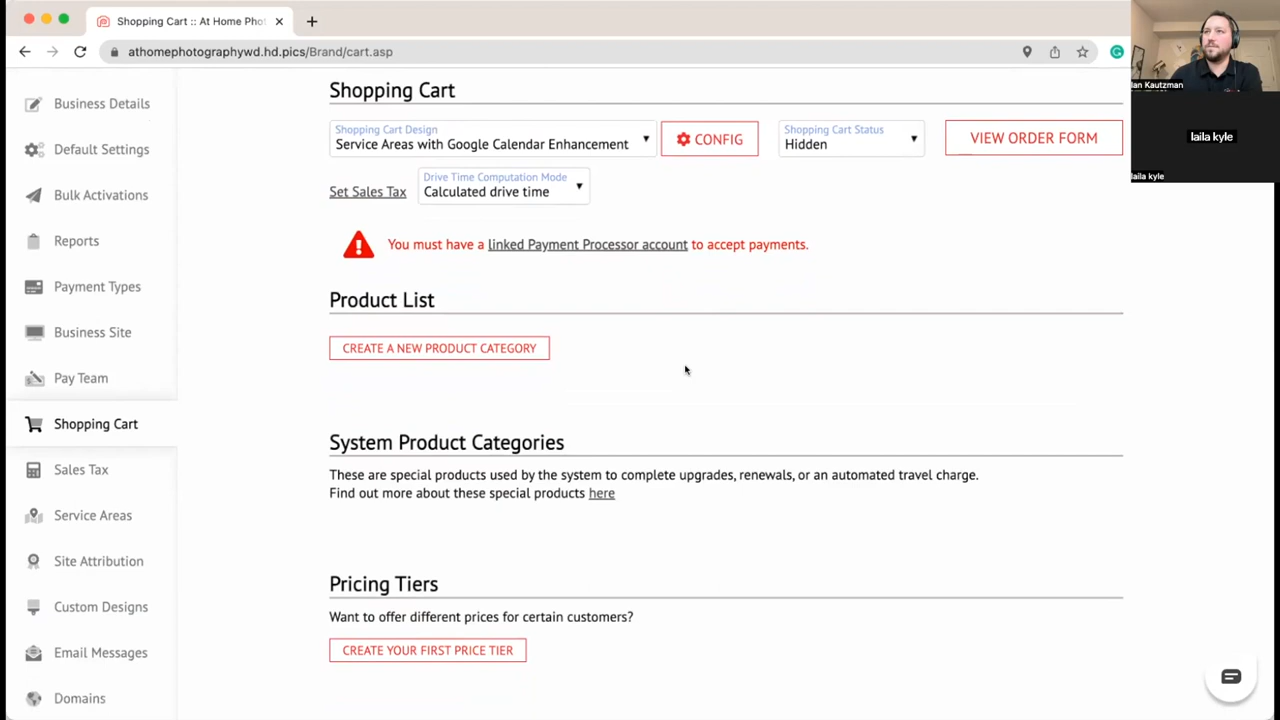 Shopping Cart :: At Home Phot
athomephotographywd.hd.pics/Brand/cart.asp
Business Details
Default Settings
Bulk Activations
Reports
Payment Types
Business Site
Pay Team
Shopping Cart
Sales Tax
Service Areas
Site Attribution
Custom Designs
Email Messages
Domains
Shopping Cart
Shopping Cart Design
Service Areas with Google Calendar Enhancement
CONFIG
Shopping Cart Status
Hidden
VIEW ORDER FORM
Set Sales Tax
Drive Time Computation Mode
Calculated drive time
You must have a linked Payment Processor account to accept payments.
Product List
CREATE A NEW PRODUCT CATEGORY
System Product Categories
These are special products used by the system to complete upgrades, renewals, or an automated travel charge.
Find out more about these special products here
Pricing Tiers
Want to offer different prices for certain customers?
CREATE YOUR FIRST PRICE TIER
lan Kautzman
laila kyle
laila kyle